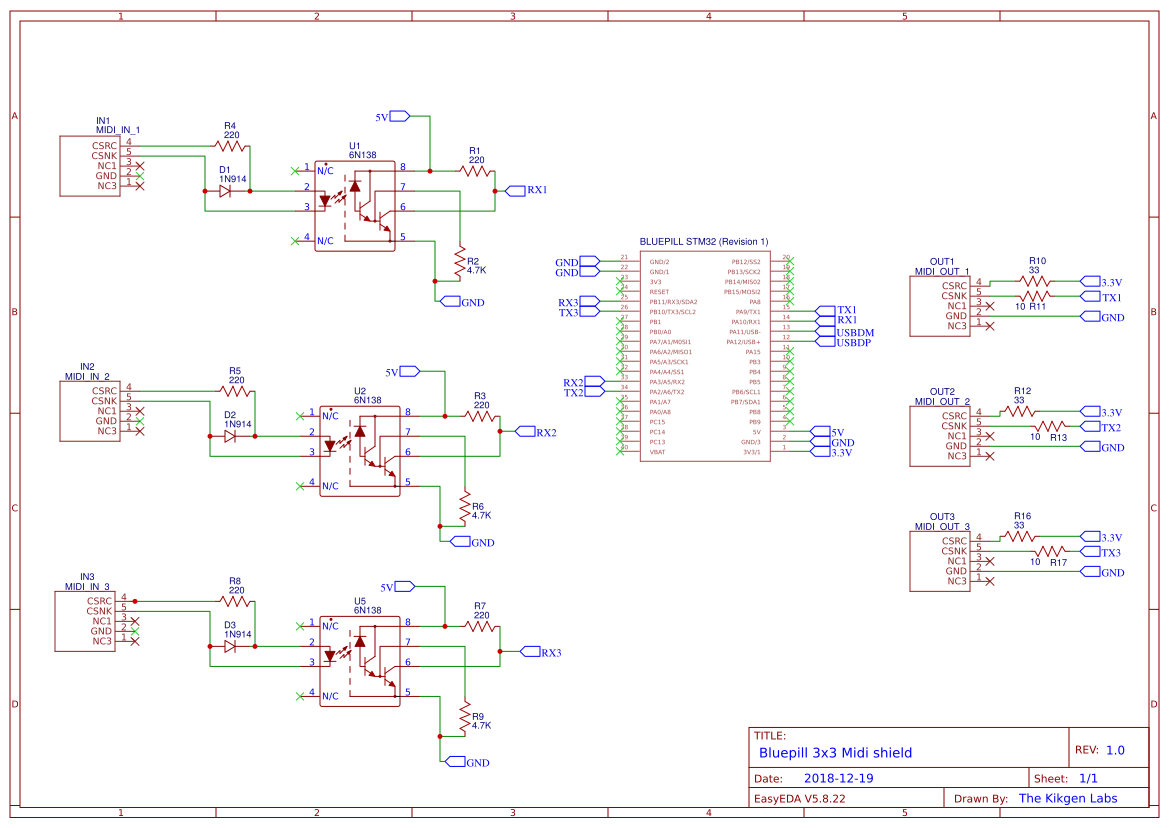 1 2 3 4 5
A
B
C
D
A
B
C
D
1 2 3 4 5
IN1
MIDI_IN_1
CSRC 4
CSNK 5
NC1 3
GND 2
NC3 1
R4
220
D1
1N914
U1
6N138
1 N/C
2
3
4 N/C
8
7
6
5
5V
R1
220
RX1
R2
4.7K
GND
IN2
MIDI_IN_2
CSRC 4
CSNK 5
NC1 3
GND 2
NC3 1
R5
220
D2
1N914
U2
6N138
1 N/C
2
3
4 N/C
8
7
6
5
5V
R3
220
RX2
R6
4.7K
GND
IN3
MIDI_IN_3
CSRC 4
CSNK 5
NC1 3
GND 2
NC3 1
R8
220
D3
1N914
U5
6N138
1 N/C
2
3
4 N/C
8
7
6
5
5V
R7
220
RX3
R9
4.7K
GND
BLUEPILL STM32 (Revision 1)
GND 21 GND/2
GND 22 GND/1
23 3V3
24 RESET
RX3 25 PB11/RX3/SDA2
TX3 26 PB10/TX3/SCL2
27 PB1
28 PB0/A0
29 PA7/A1/MOSI1
30 PA6/A2/MISO1
31 PA5/A3/SCK1
32 PA4/A4/SS1
RX2 33 PA3/A5/RX2
TX2 34 PA2/A6/TX2
35 PA1/A7
36 PA0/A8
37 PC15
38 PC14
39 PC13
40 VBAT
PB12/SS2 20
PB13/SCK2 19
PB14/MISO2 18
PB15/MOSI2 17
PA8 16
PA9/TX1 15 TX1
PA10/RX1 14 RX1
PA11/USB- 13 USBDM
PA12/USB+ 12 USBDP
PA15 11
PB3 10
PB4 9
PB5 8
PB6/SCL1 7
PB7/SDA1 6
PB8 5
PB9 4
5V 3 5V
GND/3 2 GND
3V3/1 1 3.3V
OUT1
MIDI_OUT_1
CSRC 4
CSNK 5
NC1 3
GND 2
NC3 1
R10
33
10 R11
3.3V
TX1
GND
OUT2
MIDI_OUT_2
CSRC 4
CSNK 5
NC1 3
GND 2
NC3 1
R12
33
10 R13
3.3V
TX2
GND
OUT3
MIDI_OUT_3
CSRC 4
CSNK 5
NC1 3
GND 2
NC3 1
R16
33
10 R17
3.3V
TX3
GND
TITLE:
Bluepill 3x3 Midi shield
REV: 1.0
Date: 2018-12-19
Sheet: 1/1
EasyEDA V5.8.22
Drawn By: The Kikgen Labs